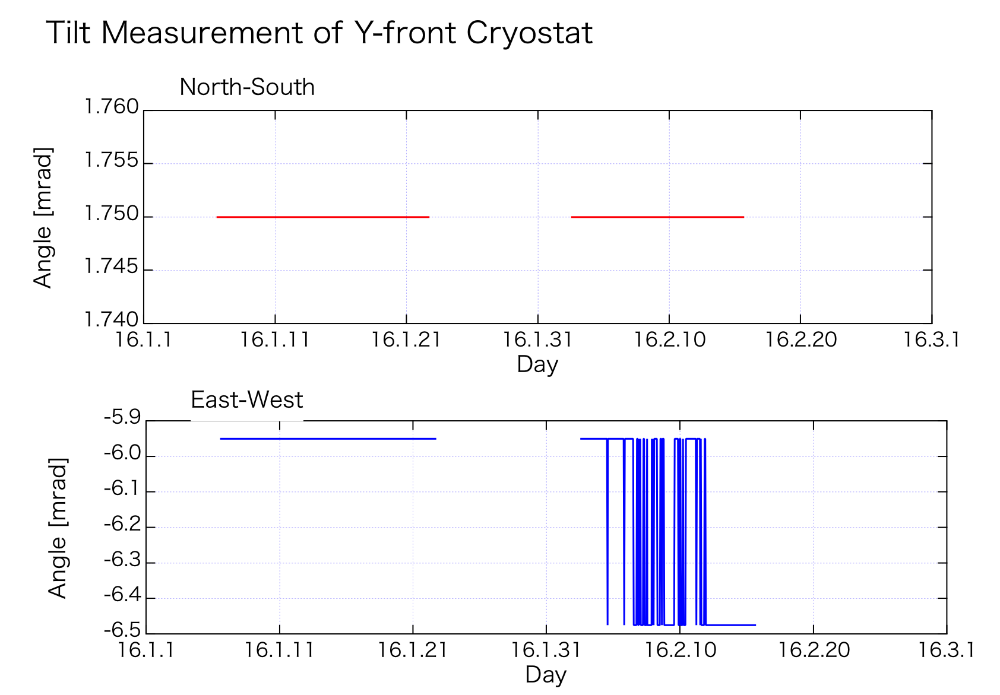 Tilt Measurement of Y-front Cryostat
North-South
Angle [mrad]
1.760
1.755
1.750
1.745
1.740
16.1.1 16.1.11 16.1.21 16.1.31 16.2.10 16.2.20 16.3.1
Day
East-West
Angle [mrad]
-5.9
-6.0
-6.1
-6.2
-6.3
-6.4
-6.5
16.1.1 16.1.11 16.1.21 16.1.31 16.2.10 16.2.20 16.3.1
Day